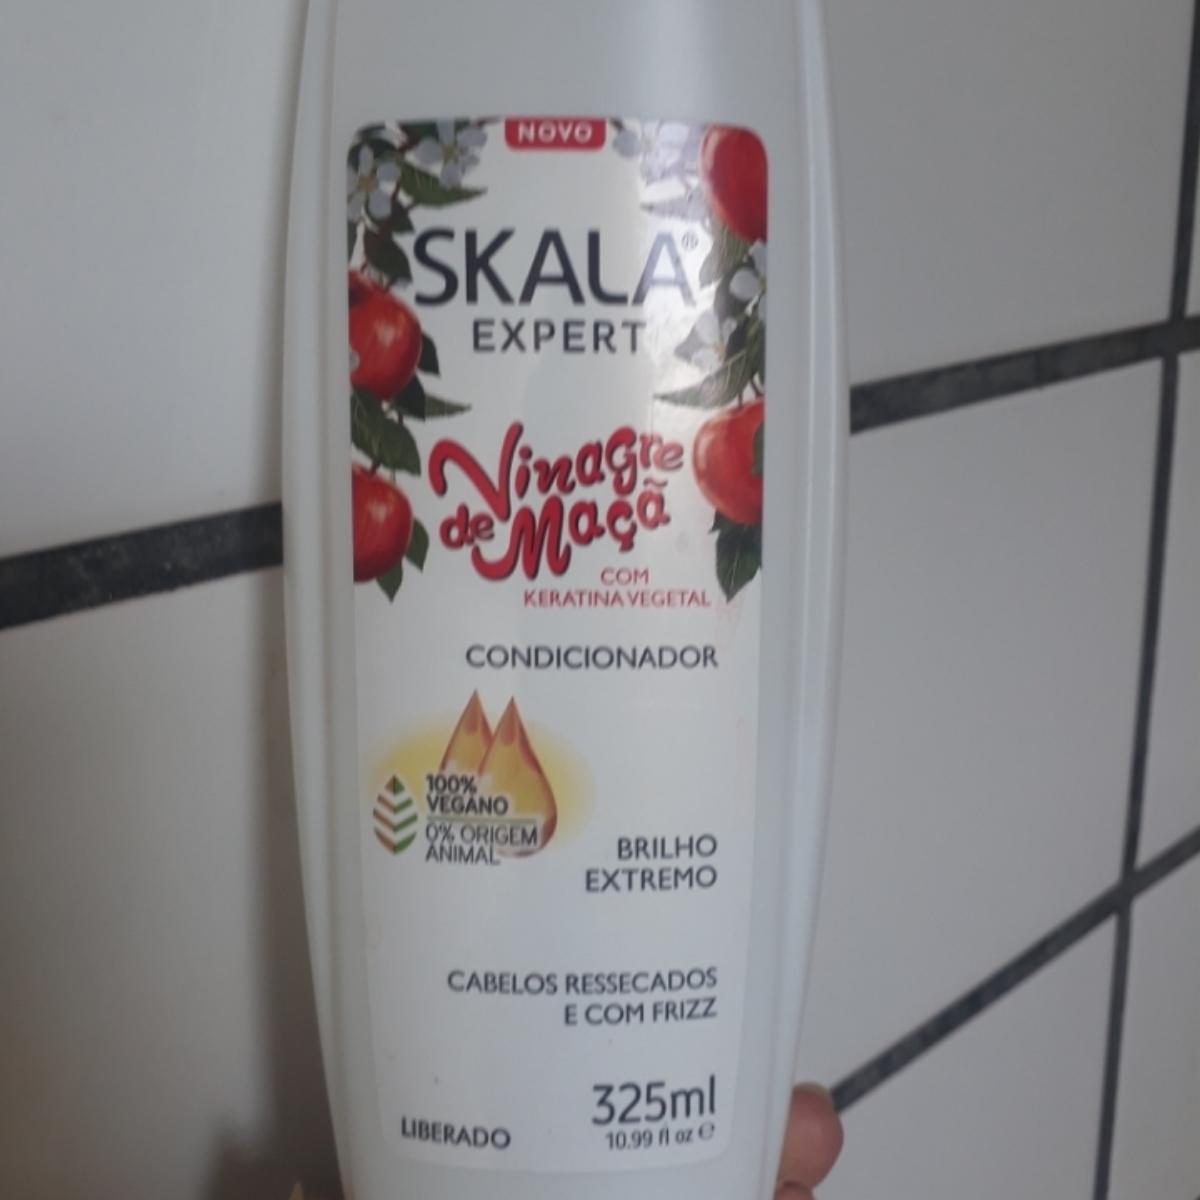 NOVO
SKALA®
EXPERT
Vinagre
de Maçã
COM
KERATINA VEGETAL
CONDICIONADOR
100%
VEGANO
0% ORIGEM
ANIMAL
BRILHO
EXTREMO
CABELOS RESSECADOS
E COM FRIZZ
325ml
10.99 fl oz ℮
LIBERADO